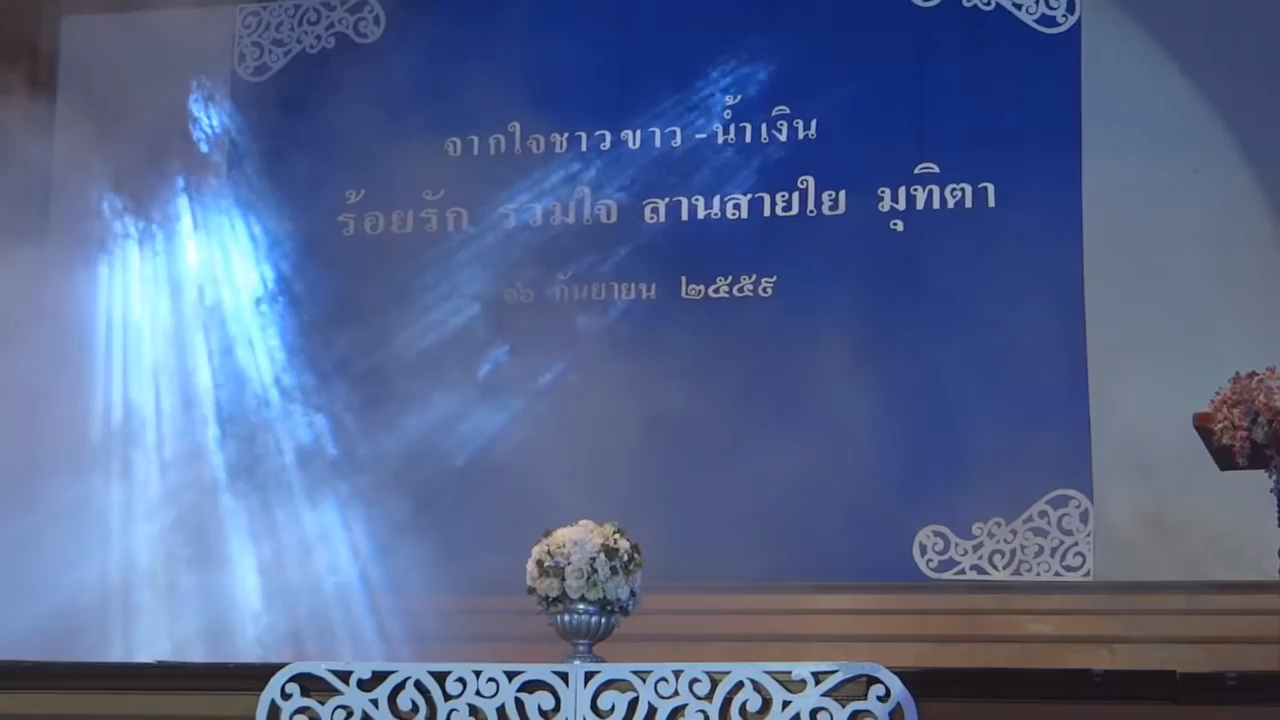 จากใจชาวขาว-น้ำเงิน
ร้อยรัก รวมใจ สานสายใย มุทิตา
๑๖ กันยายน ๒๕๕๙